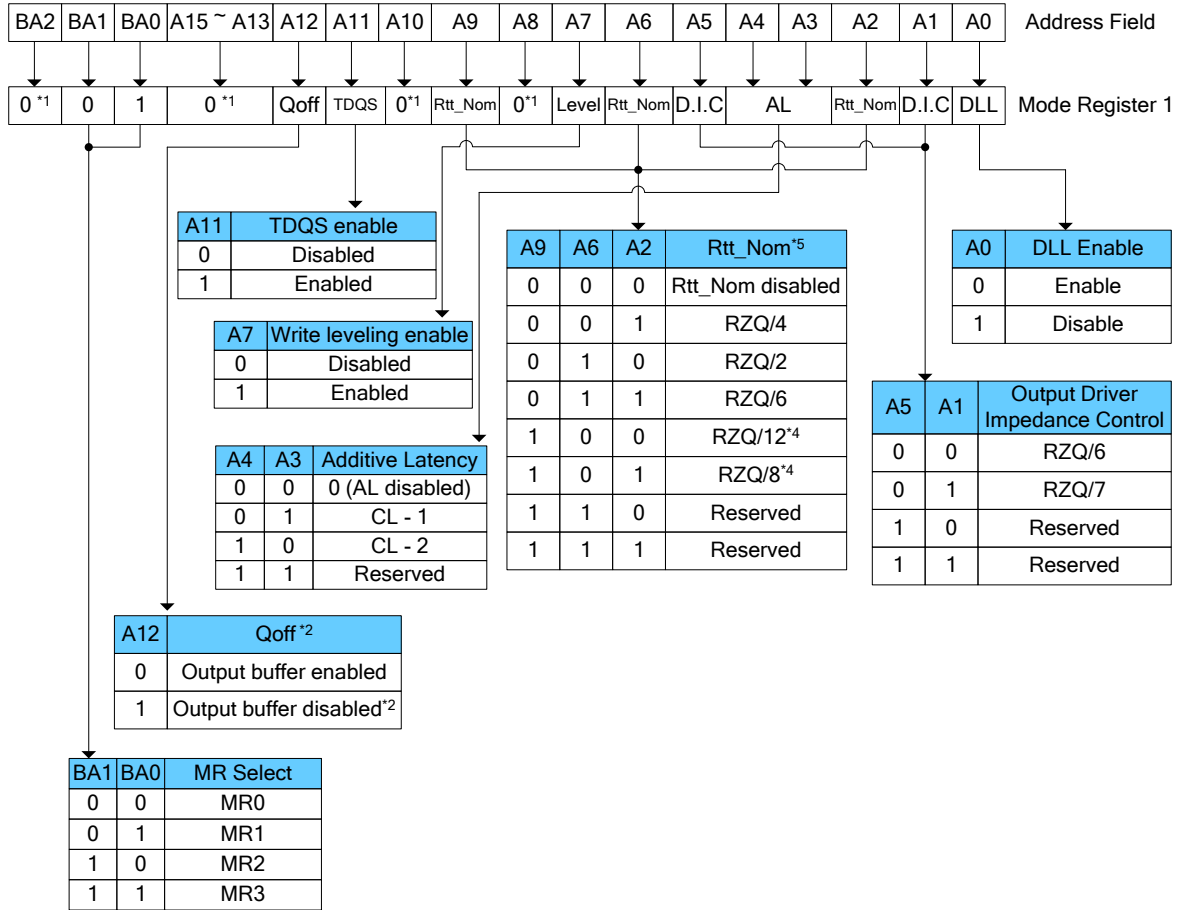 BA2 BA1 BA0 A15 ~ A13 A12 A11 A10 A9 A8 A7 A6 A5 A4 A3 A2 A1 A0 Address Field
0 *1 0 1 0 *1 Qoff TDQS 0*1 Rtt_Nom 0*1 Level Rtt_Nom D.I.C AL Rtt_Nom D.I.C DLL Mode Register 1
A11 TDQS enable
0 Disabled
1 Enabled
A7 Write leveling enable
0 Disabled
1 Enabled
A4 A3 Additive Latency
0 0 0 (AL disabled)
0 1 CL - 1
1 0 CL - 2
1 1 Reserved
A9 A6 A2 Rtt_Nom*5
0 0 0 Rtt_Nom disabled
0 0 1 RZQ/4
0 1 0 RZQ/2
0 1 1 RZQ/6
1 0 0 RZQ/12*4
1 0 1 RZQ/8*4
1 1 0 Reserved
1 1 1 Reserved
A0 DLL Enable
0 Enable
1 Disable
A5 A1 Output Driver
Impedance Control
0 0 RZQ/6
0 1 RZQ/7
1 0 Reserved
1 1 Reserved
A12 Qoff *2
0 Output buffer enabled
1 Output buffer disabled*2
BA1 BA0 MR Select
0 0 MR0
0 1 MR1
1 0 MR2
1 1 MR3